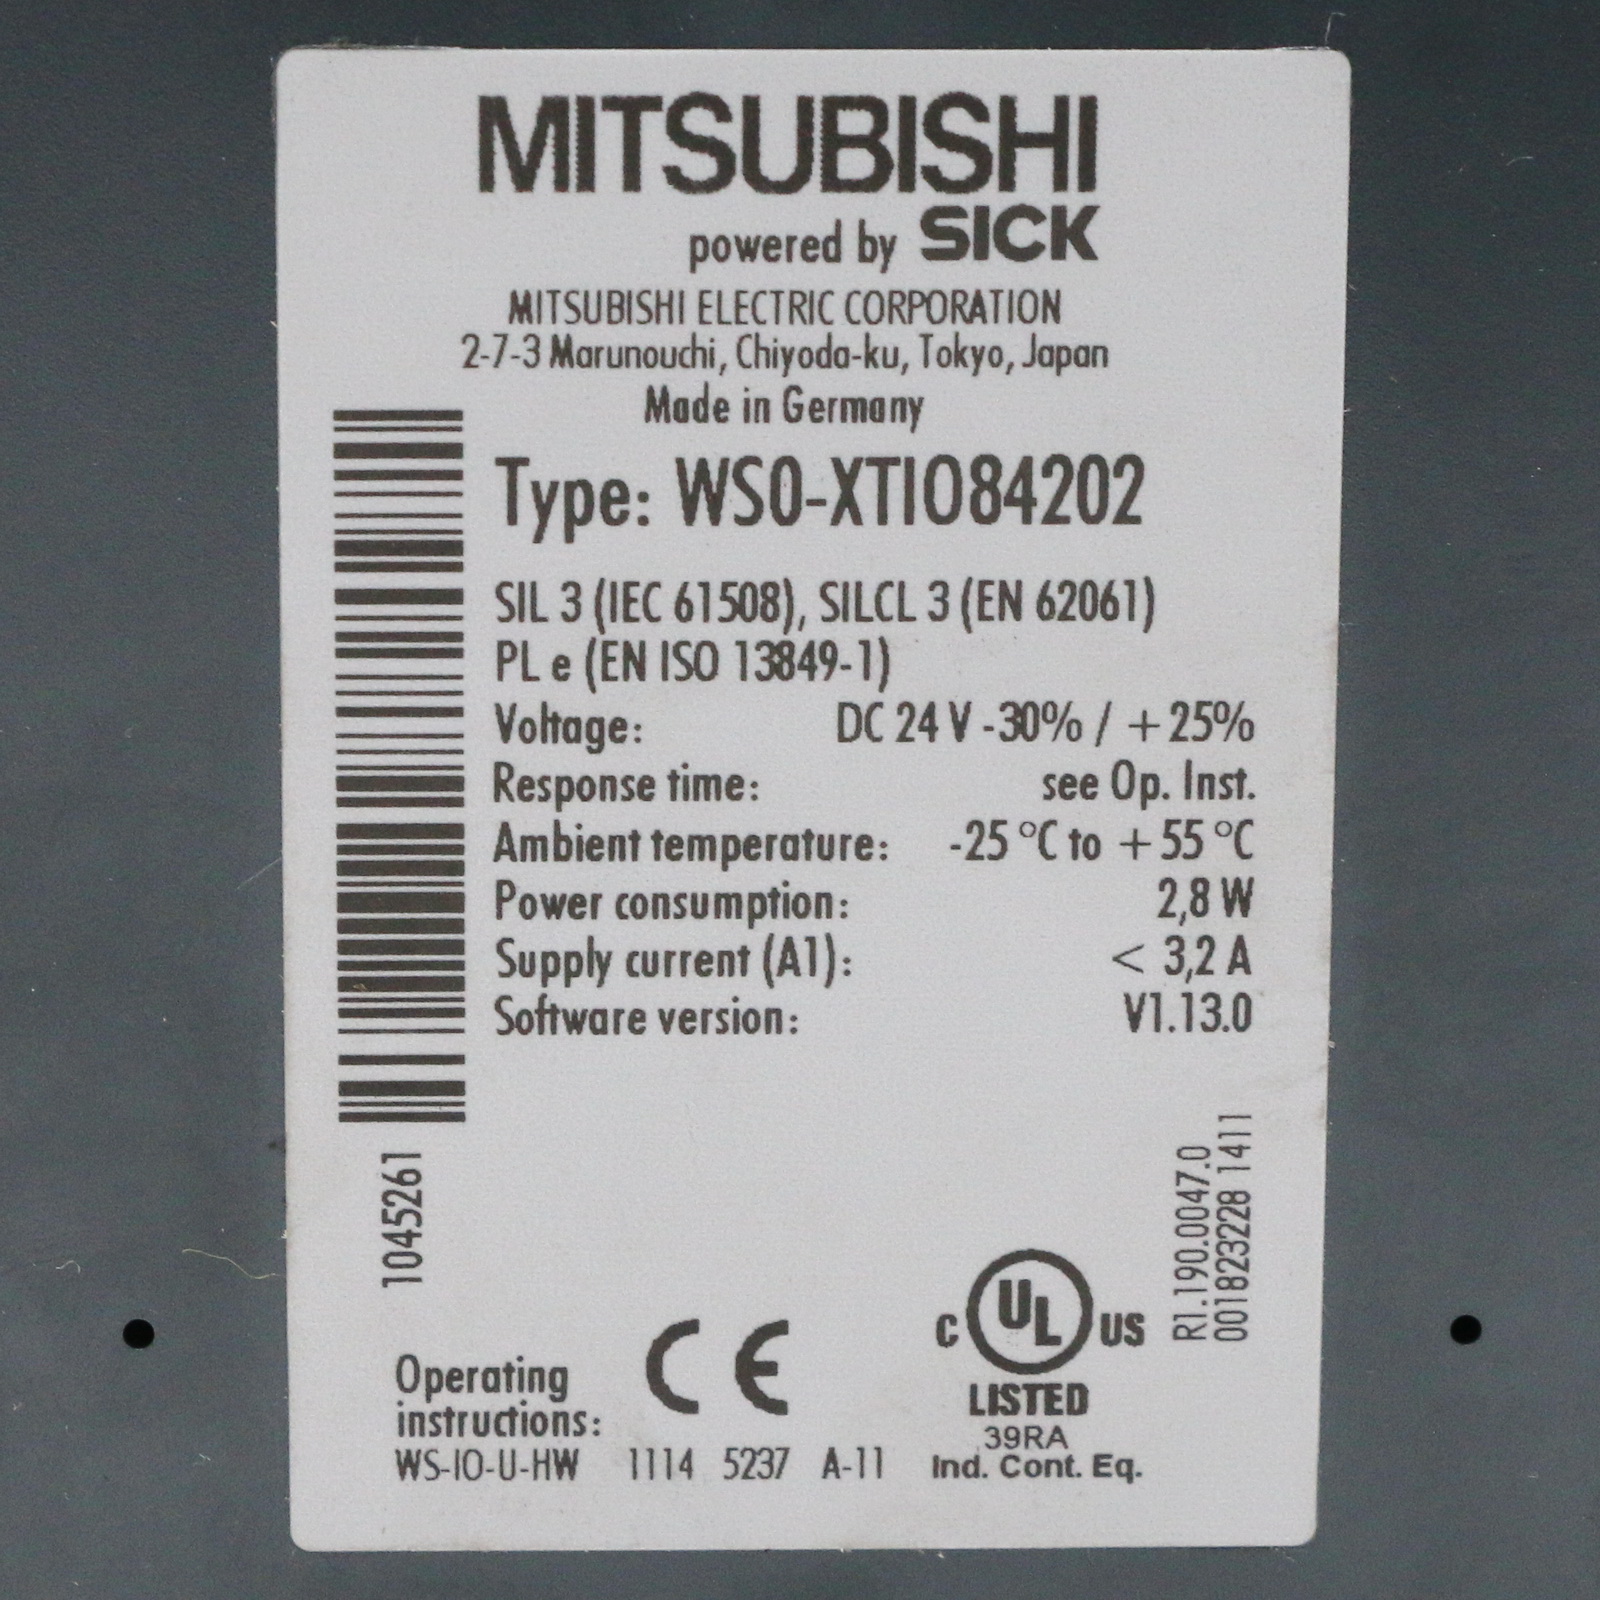 MITSUBISHI
powered by SICK
MITSUBISHI ELECTRIC CORPORATION
2-7-3 Marunouchi, Chiyoda-ku, Tokyo, Japan
Made in Germany
Type: WS0-XTIO84202
SIL 3 (IEC 61508), SILCL 3 (EN 62061)
PL e (EN ISO 13849-1)
Voltage: DC 24 V -30% / +25%
Response time: see Op. Inst.
Ambient temperature: -25 °C to +55 °C
Power consumption: 2,8 W
Supply current (A1): < 3,2 A
Software version: V1.13.0
1045261
R1.190.0047.0
001823228 1411
CE
C UL US
LISTED
39RA
Ind. Cont. Eq.
Operating
instructions:
WS-IO-U-HW 1114 5237 A-11